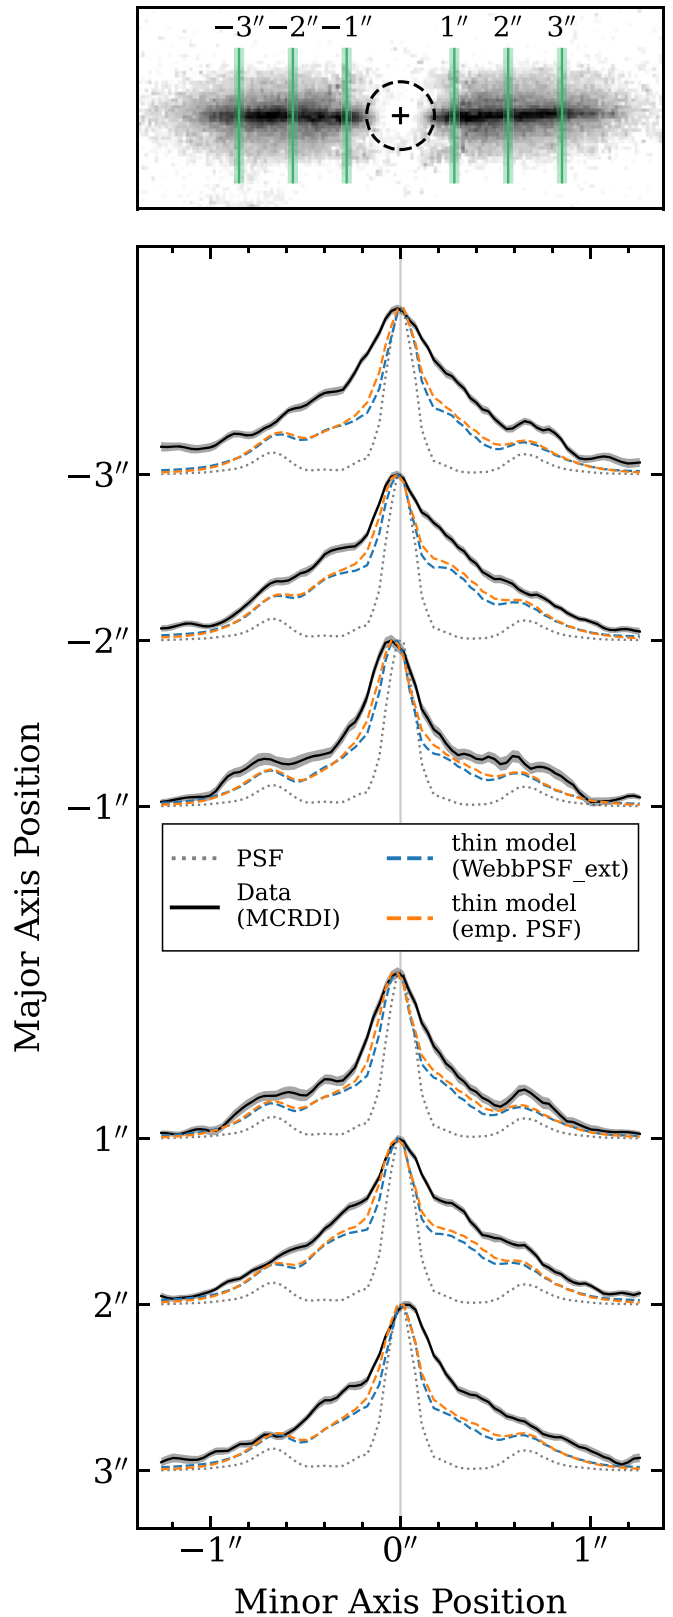 −3″ −2″ −1″ 1″ 2″ 3″
−3″
−2″
−1″
Major Axis Position
PSF
Data
(MCRDI)
thin model
(WebbPSF_ext)
thin model
(emp. PSF)
1″
2″
3″
−1″ 0″ 1″
Minor Axis Position